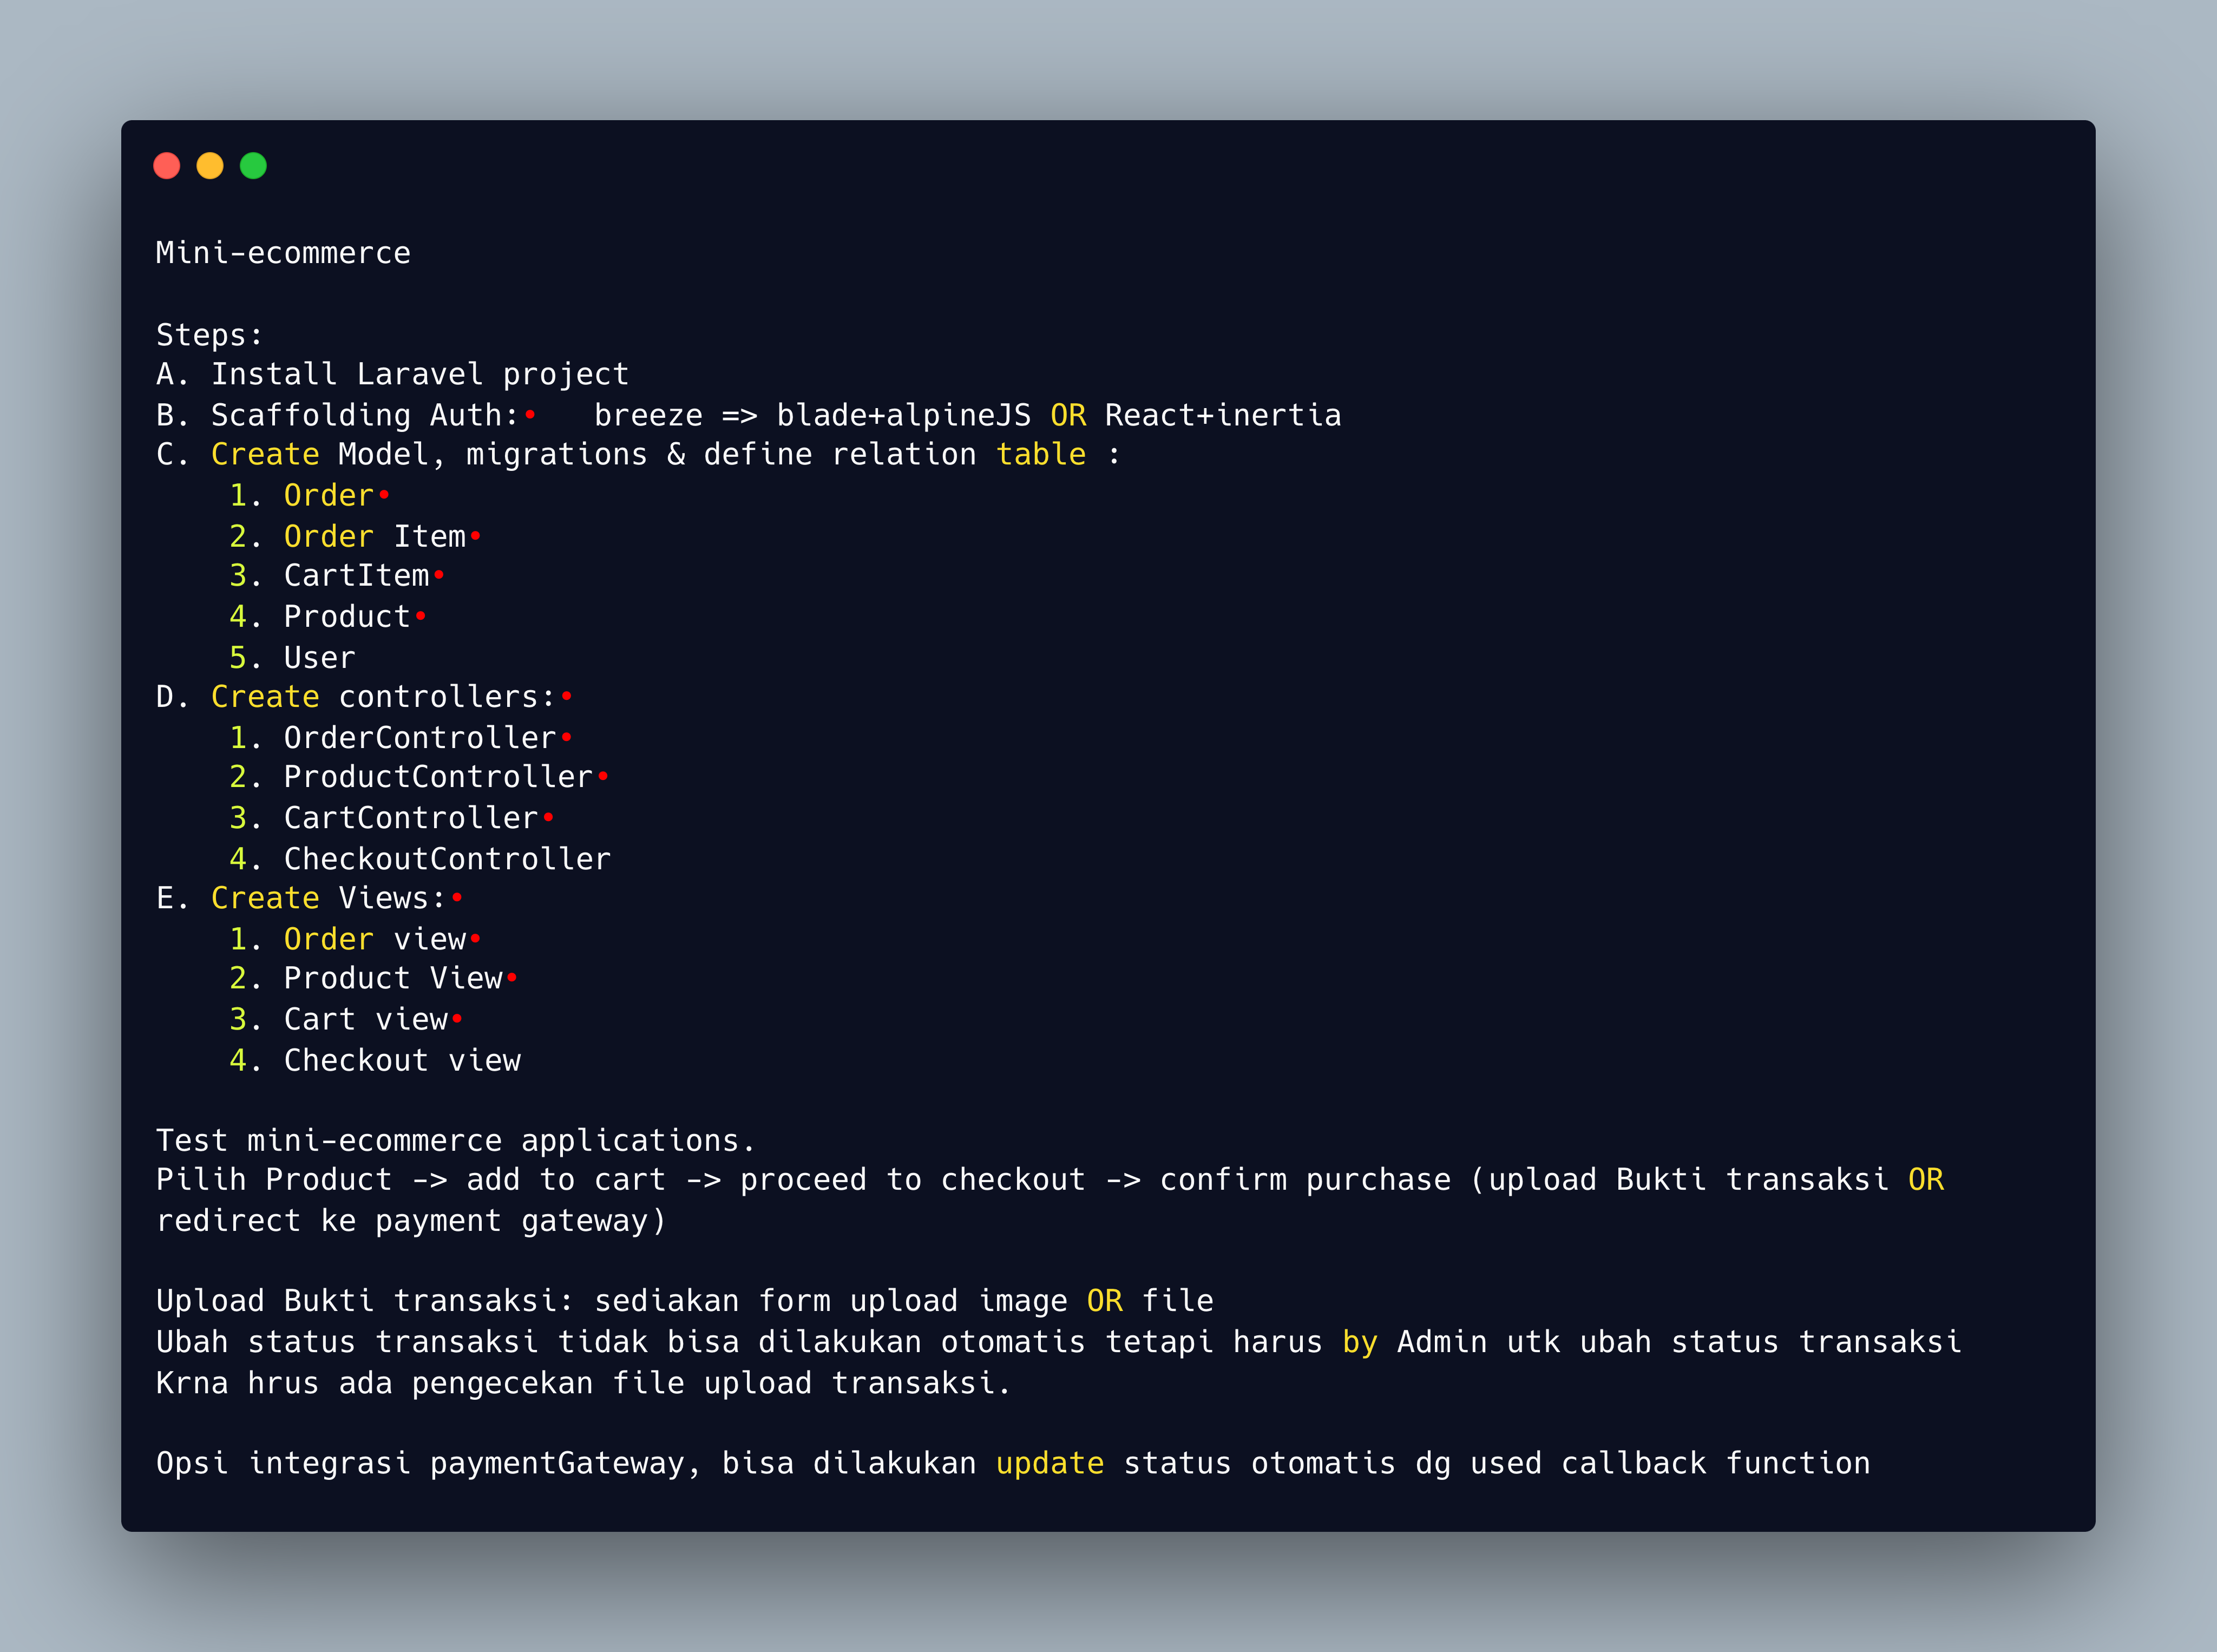 Mini-ecommerce
Steps:
A. Install Laravel project
B. Scaffolding Auth:•   breeze => blade+alpineJS OR React+inertia
C. Create Model, migrations & define relation table :
1. Order•
2. Order Item•
3. CartItem•
4. Product•
5. User
D. Create controllers:•
1. OrderController•
2. ProductController•
3. CartController•
4. CheckoutController
E. Create Views:•
1. Order view•
2. Product View•
3. Cart view•
4. Checkout view
Test mini-ecommerce applications.
Pilih Product -> add to cart -> proceed to checkout -> confirm purchase (upload Bukti transaksi OR
redirect ke payment gateway)
Upload Bukti transaksi: sediakan form upload image OR file
Ubah status transaksi tidak bisa dilakukan otomatis tetapi harus by Admin utk ubah status transaksi
Krna hrus ada pengecekan file upload transaksi.
Opsi integrasi paymentGateway, bisa dilakukan update status otomatis dg used callback function